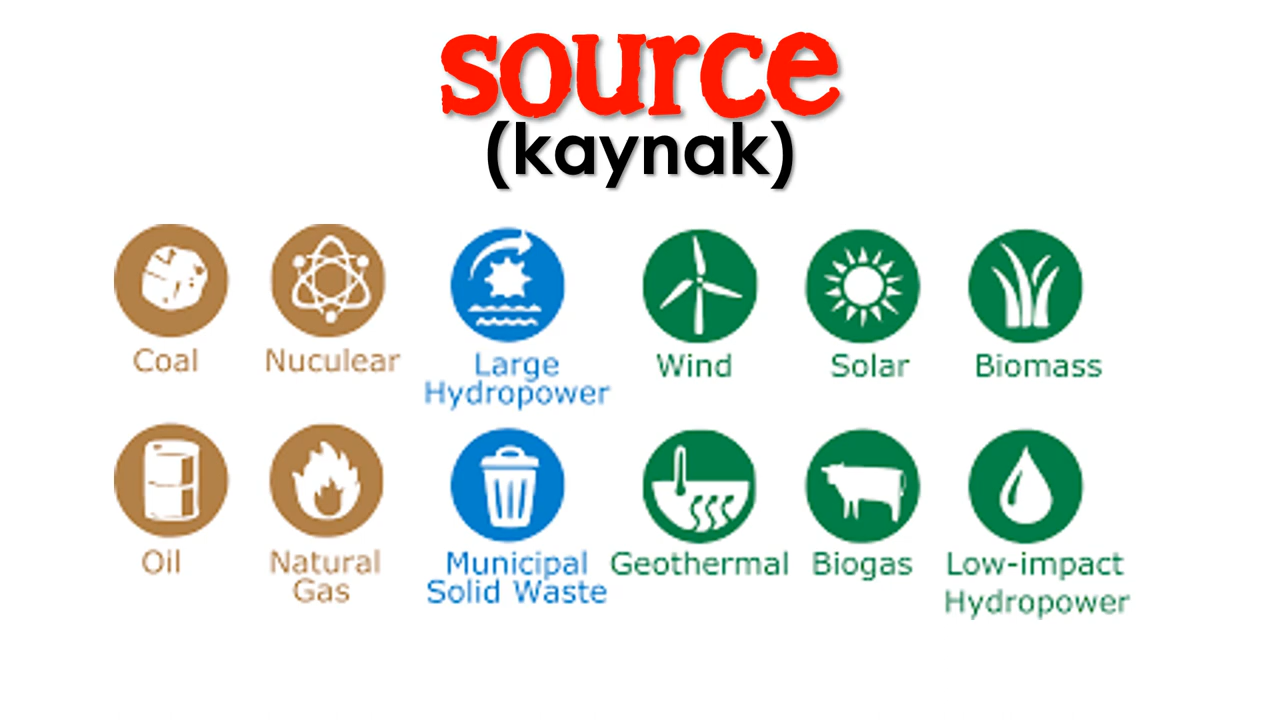 source
(kaynak)
Coal
Nuculear
Large
Hydropower
Wind
Solar
Biomass
Oil
Natural
Gas
Municipal
Solid Waste
Geothermal
Biogas
Low-impact
Hydropower